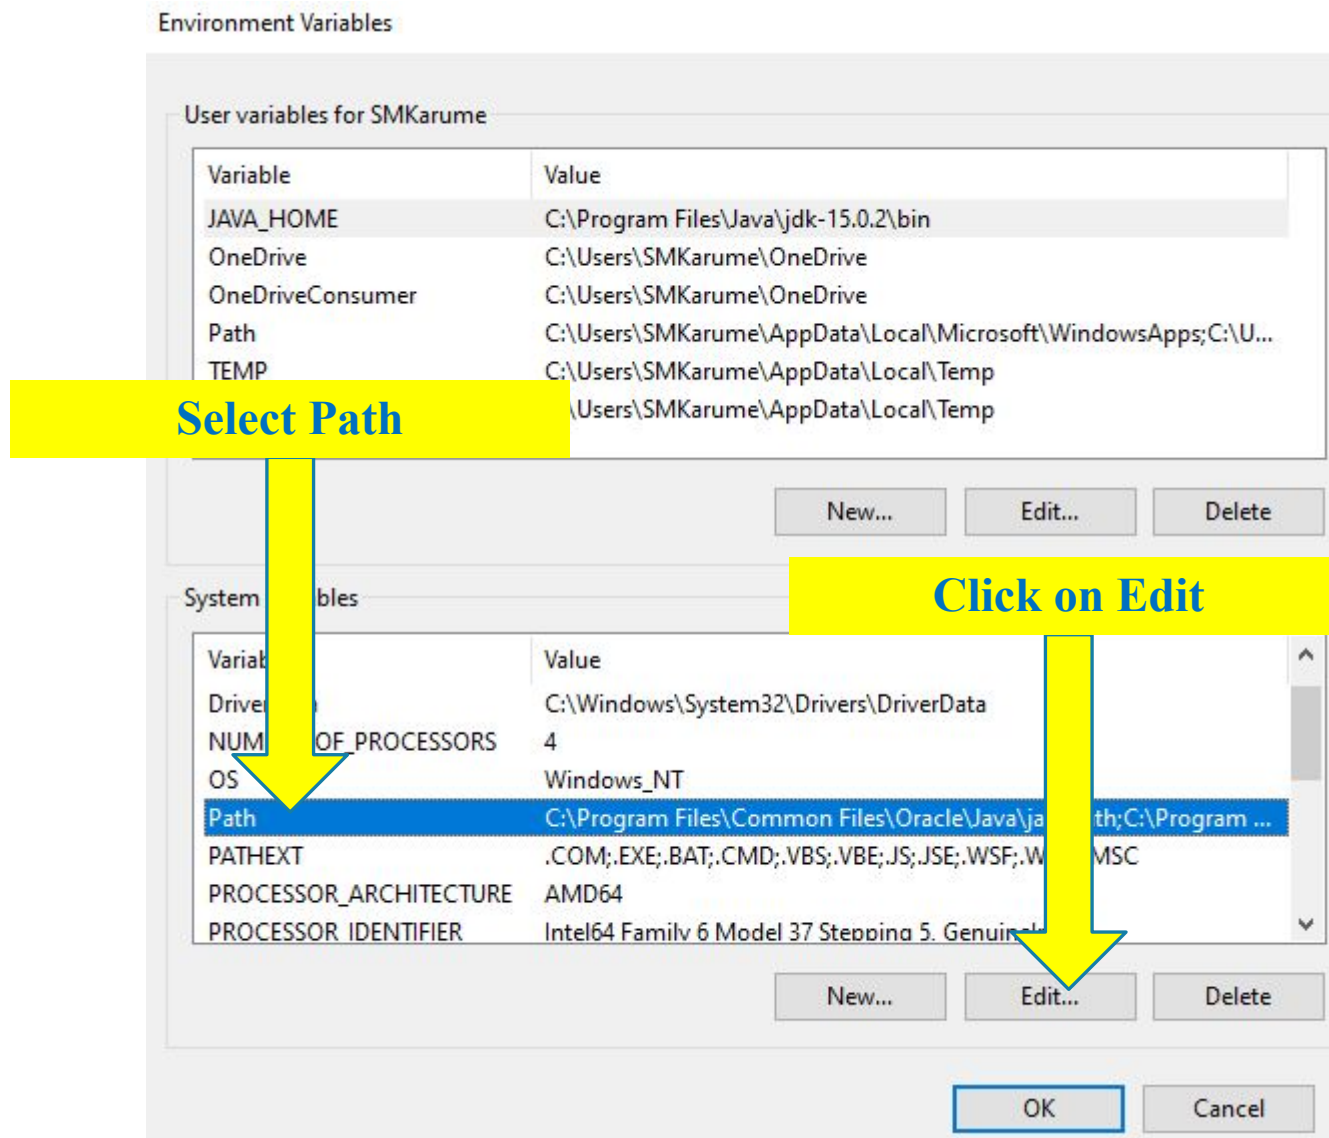 Environment Variables
User variables for SMKarume
Variable Value
JAVA_HOME C:\Program Files\Java\jdk-15.0.2\bin
OneDrive C:\Users\SMKarume\OneDrive
OneDriveConsumer C:\Users\SMKarume\OneDrive
Path C:\Users\SMKarume\AppData\Local\Microsoft\WindowsApps;C:\U...
TEMP C:\Users\SMKarume\AppData\Local\Temp
\Users\SMKarume\AppData\Local\Temp
Select Path
New... Edit... Delete
System bles
Click on Edit
Variab Value
Driver C:\Windows\System32\Drivers\DriverData
NUM OF_PROCESSORS 4
OS Windows_NT
Path C:\Program Files\Common Files\Oracle\Java\ja th;C:\Program ...
PATHEXT .COM;.EXE;.BAT;.CMD;.VBS;.VBE;.JS;.JSE;.WSF;.W MSC
PROCESSOR_ARCHITECTURE AMD64
PROCESSOR_IDENTIFIER Intel64 Family 6 Model 37 Stepping 5, Genuin
New... Edit... Delete
OK Cancel